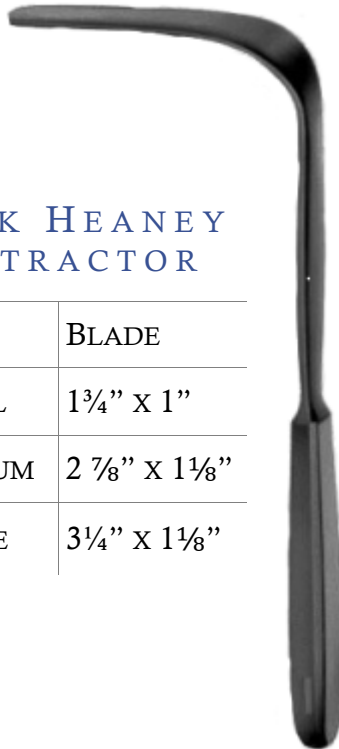 K HEANEY
TRACTOR
BLADE
L 1¾” X 1”
UM 2 ⅞” X 1⅛”
E 3¼” X 1⅛”